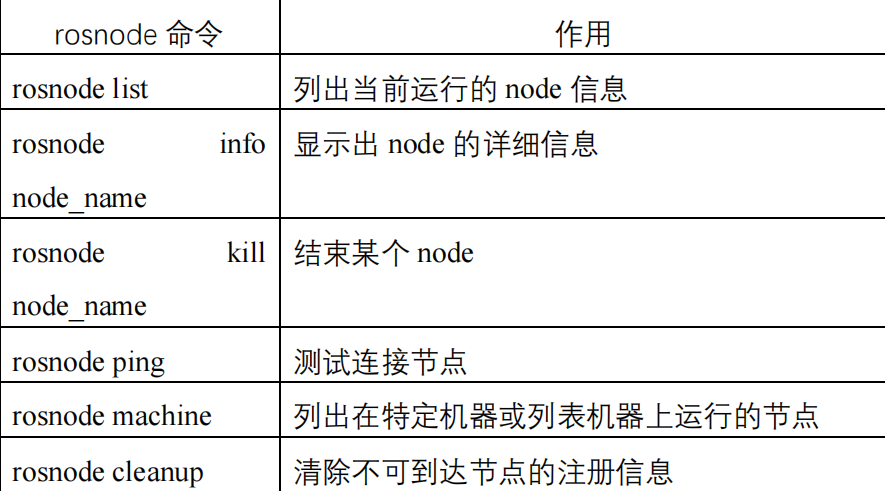 rosnode 命令 作用
rosnode list 列出当前运行的 node 信息
rosnode info 显示出 node 的详细信息
node_name
rosnode kill 结束某个 node
node_name
rosnode ping 测试连接节点
rosnode machine 列出在特定机器或列表机器上运行的节点
rosnode cleanup 清除不可到达节点的注册信息